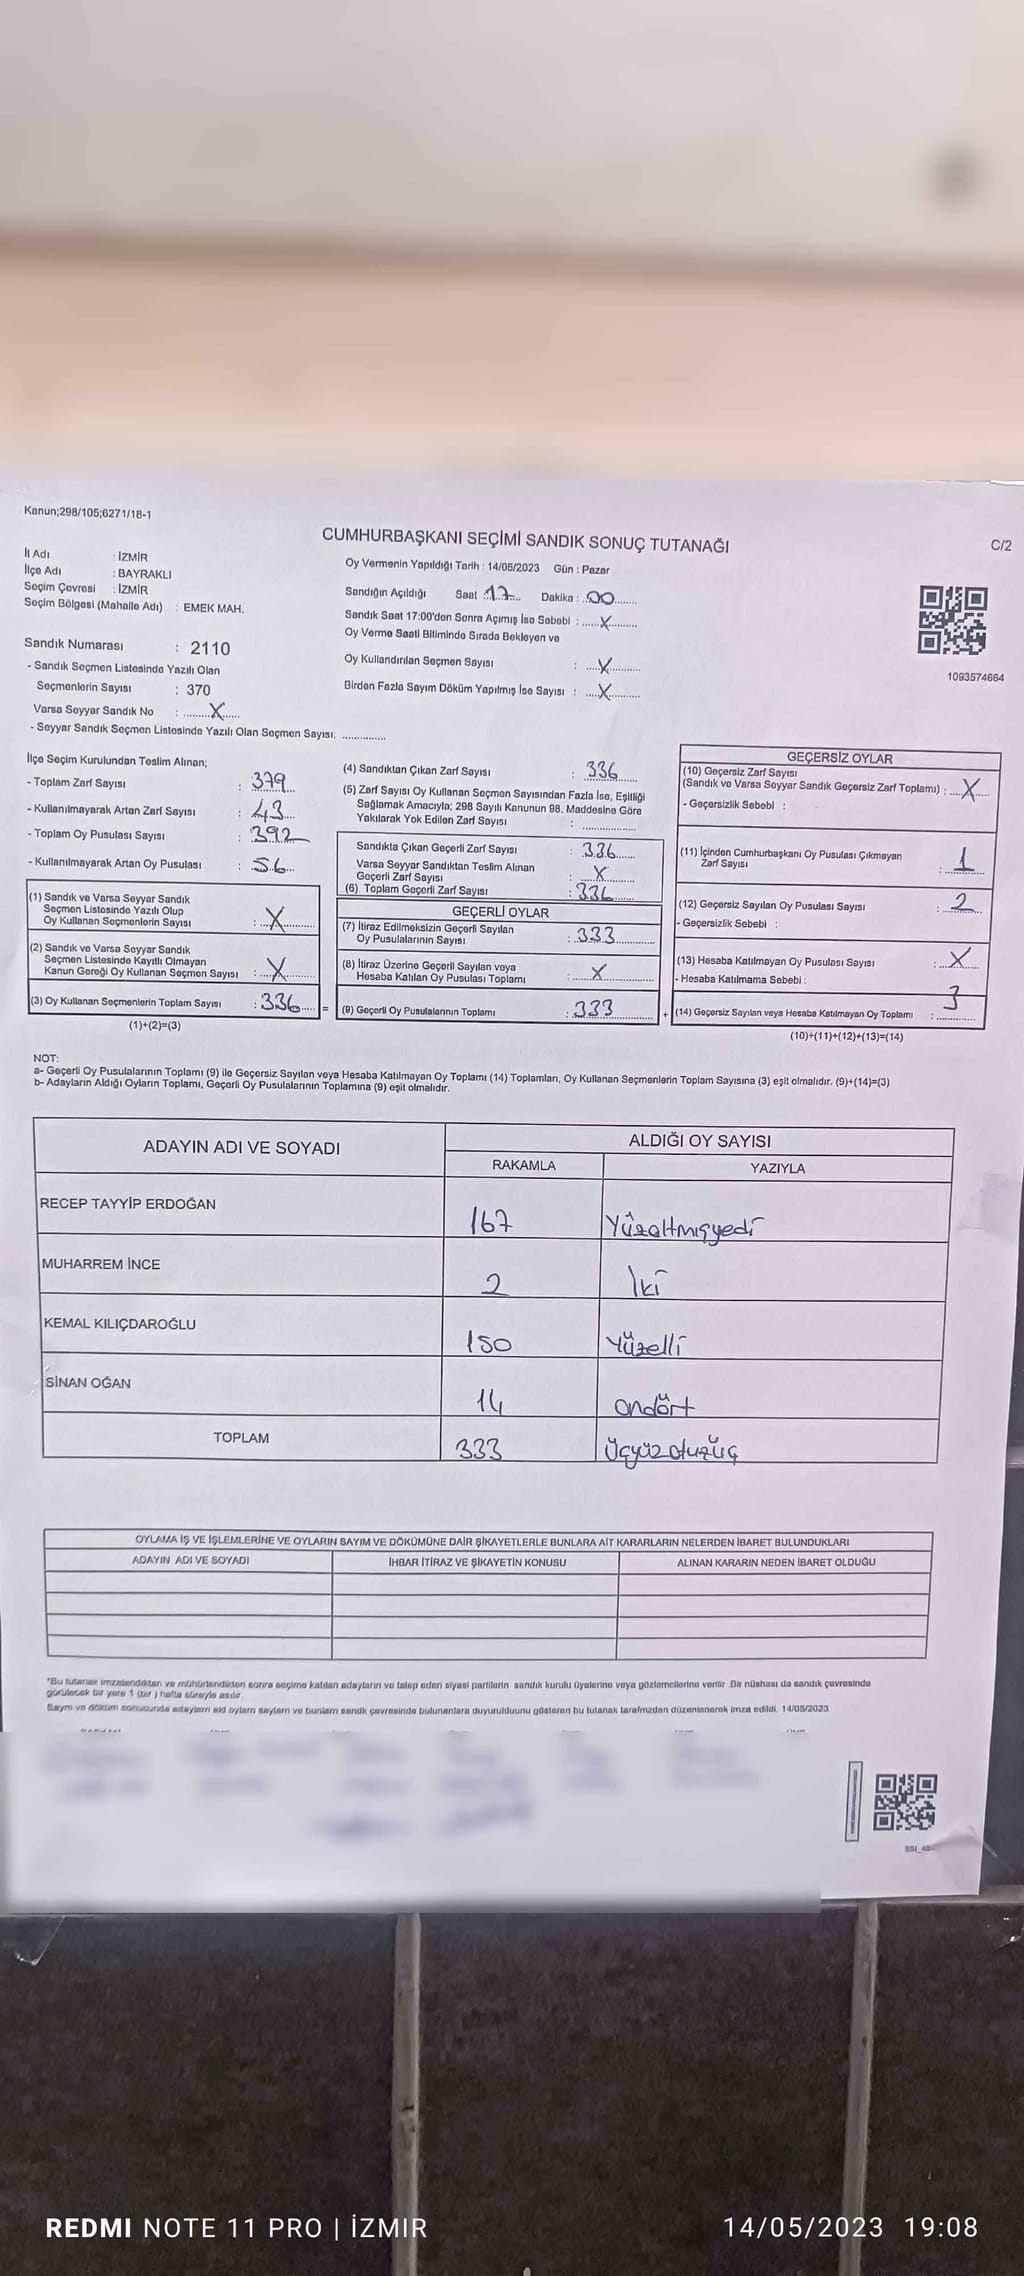 Kanun;298/105;6271/18-1
CUMHURBAŞKANI SEÇİMİ SANDIK SONUÇ TUTANAĞI
C/2
İl Adı : İZMİR
İlçe Adı : BAYRAKLI
Seçim Çevresi : İZMİR
Seçim Bölgesi (Mahalle Adı) : EMEK MAH.
Sandık Numarası : 2110
- Sandık Seçmen Listesinde Yazılı Olan
Seçmenlerin Sayısı : 370
Varsa Seyyar Sandık No : X
- Seyyar Sandık Seçmen Listesinde Yazılı Olan Seçmen Sayısı:
Oy Vermenin Yapıldığı Tarih : 14/05/2023 Gün : Pazar
Sandığın Açıldığı Saat 17 Dakika : 00
Sandık Saat 17:00'den Sonra Açımış İse Sebebi : X
Oy Verme Saati Bitiminde Sırada Bekleyen ve
Oy Kullandırılan Seçmen Sayısı : X
Birden Fazla Sayım Döküm Yapılmış İse Sayısı : X
1093574664
İlçe Seçim Kurulundan Teslim Alınan;
- Toplam Zarf Sayısı : 379
- Kullanılmayarak Artan Zarf Sayısı : 43
- Toplam Oy Pusulası Sayısı : 392
- Kullanılmayarak Artan Oy Pusulası : 56
(1) Sandık ve Varsa Seyyar Sandık
Seçmen Listesinde Yazılı Olup
Oy Kullanan Seçmenlerin Sayısı : X
(2) Sandık ve Varsa Seyyar Sandık
Seçmen Listesinde Kayıtlı Olmayan
Kanun Gereği Oy Kullanan Seçmen Sayısı : X
(3) Oy Kullanan Seçmenlerin Toplam Sayısı : 336 =
(1)+(2)=(3)
(4) Sandıktan Çıkan Zarf Sayısı : 336
(5) Zarf Sayısı Oy Kullanan Seçmen Sayısından Fazla İse, Eşitliği
Sağlamak Amacıyla; 298 Sayılı Kanunun 98. Maddesine Göre
Yakılarak Yok Edilen Zarf Sayısı :
Sandıkta Çıkan Geçerli Zarf Sayısı : 336
Varsa Seyyar Sandıktan Teslim Alınan
Geçerli Zarf Sayısı : X
(6) Toplam Geçerli Zarf Sayısı : 336
GEÇERLİ OYLAR
(7) İtiraz Edilmeksizin Geçerli Sayılan
Oy Pusulalarının Sayısı : 333
(8) İtiraz Üzerine Geçerli Sayılan veya
Hesaba Katılan Oy Pusulası Toplamı : X
(9) Geçerli Oy Pusulalarının Toplamı : 333 +
GEÇERSİZ OYLAR
(10) Geçersiz Zarf Sayısı
(Sandık ve Varsa Seyyar Sandık Geçersiz Zarf Toplamı) : X
- Geçersizlik Sebebi :
(11) İçinden Cumhurbaşkanı Oy Pusulası Çıkmayan
Zarf Sayısı : 1
(12) Geçersiz Sayılan Oy Pusulası Sayısı : 2
- Geçersizlik Sebebi :
(13) Hesaba Katılmayan Oy Pusulası Sayısı : X
- Hesaba Katılmama Sebebi :
(14) Geçersiz Sayılan veya Hesaba Katılmayan Oy Toplamı : 3
(10)+(11)+(12)+(13)=(14)
NOT:
a- Geçerli Oy Pusulalarının Toplamı (9) ile Geçersiz Sayılan veya Hesaba Katılmayan Oy Toplamı (14) Toplamları, Oy Kullanan Seçmenlerin Toplam Sayısına (3) eşit olmalıdır. (9)+(14)=(3)
b- Adayların Aldığı Oyların Toplamı, Geçerli Oy Pusulalarının Toplamına (9) eşit olmalıdır.
ADAYIN ADI VE SOYADI ALDIĞI OY SAYISI
RAKAMLA YAZIYLA
RECEP TAYYİP ERDOĞAN 167 Yüzaltmışyedi
MUHARREM İNCE 2 İki
KEMAL KILIÇDAROĞLU 150 Yüzelli
SİNAN OĞAN 14 ondört
TOPLAM 333 Üçyüzotuzüç
OYLAMA İŞ VE İŞLEMLERİNE VE OYLARIN SAYIM VE DÖKÜMÜNE DAİR ŞİKAYETLERLE BUNLARA AİT KARARLARIN NELERDEN İBARET BULUNDUKLARI
ADAYIN ADI VE SOYADI İHBAR İTİRAZ VE ŞİKAYETİN KONUSU ALINAN KARARIN NEDEN İBARET OLDUĞU
*Bu tutanak imzalandıktan ve mühürlendikten sonra seçime katılan adayların ve talep eden siyasi partilerin sandık kurulu üyelerine veya gözlemcilerine verilir .Bir nüshası da sandık çevresinde
görülecek bir yere 1 (bir ) hafta süreyle asılır.
Sayım ve döküm sonucunda adayların ald oyların sayıların ve bunların sandk çevresinde bulunanlara duyurulduunu gösteren bu tutanak tarafmzdan düzenlenerek imza edildi. 14/05/2023
REDMI NOTE 11 PRO | İZMIR
14/05/2023 19:08